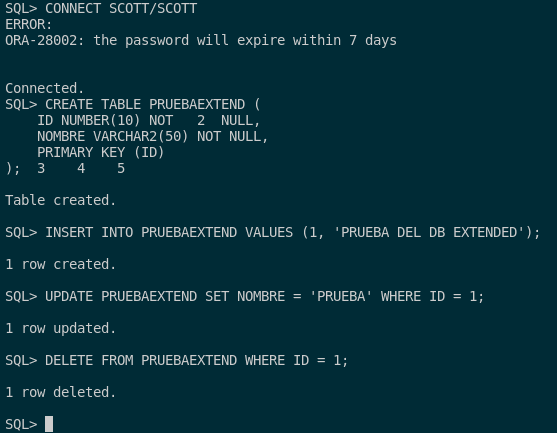 SQL> CONNECT SCOTT/SCOTT
ERROR:
ORA-28002: the password will expire within 7 days
Connected.
SQL> CREATE TABLE PRUEBAEXTEND (
    ID NUMBER(10) NOT   2  NULL,
    NOMBRE VARCHAR2(50) NOT NULL,
    PRIMARY KEY (ID)
);  3    4    5
Table created.
SQL> INSERT INTO PRUEBAEXTEND VALUES (1, 'PRUEBA DEL DB EXTENDED');
1 row created.
SQL> UPDATE PRUEBAEXTEND SET NOMBRE = 'PRUEBA' WHERE ID = 1;
1 row updated.
SQL> DELETE FROM PRUEBAEXTEND WHERE ID = 1;
1 row deleted.
SQL>